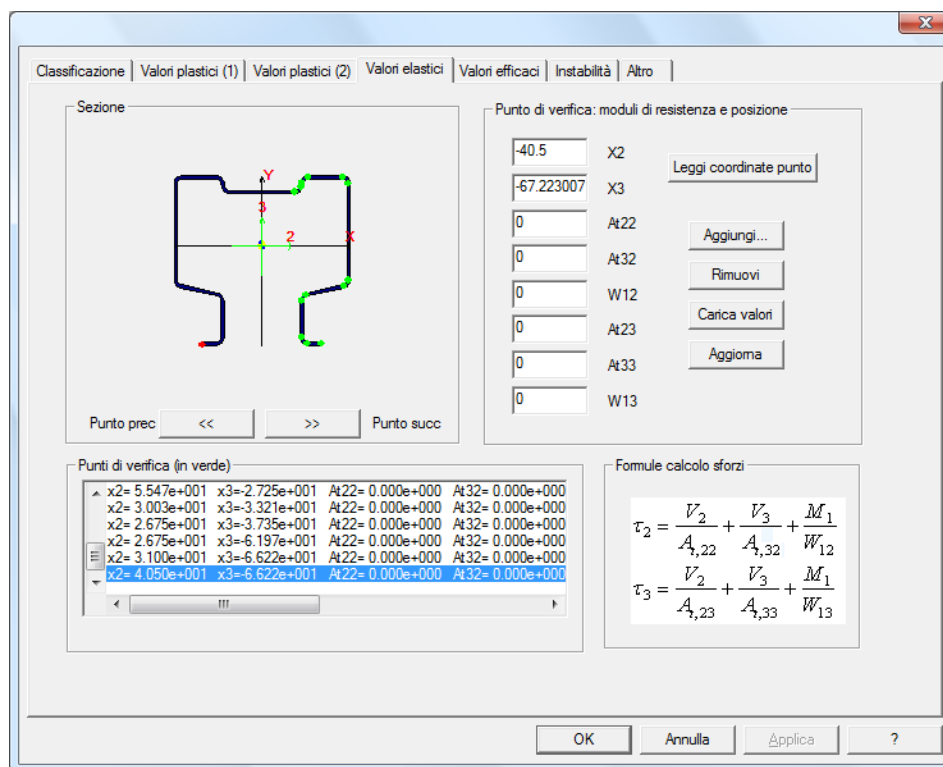 Classificazione Valori plastici (1) Valori plastici (2) Valori elastici Valori efficaci Instabilità Altro
Sezione
Y
3
2
X
Punto prec << >> Punto succ
Punto di verifica: moduli di resistenza e posizione
-40.5 X2
Leggi coordinate punto
-67.223007 X3
0 At22
Aggiungi...
0 At32
Rimuovi
0 W12
Carica valori
0 At23
Aggiorna
0 At33
0 W13
Punti di verifica (in verde)
x2= 5.547e+001 x3=-2.725e+001 At22= 0.000e+000 At32= 0.000e+000
x2= 3.003e+001 x3=-3.321e+001 At22= 0.000e+000 At32= 0.000e+000
x2= 2.675e+001 x3=-3.735e+001 At22= 0.000e+000 At32= 0.000e+000
x2= 2.675e+001 x3=-6.197e+001 At22= 0.000e+000 At32= 0.000e+000
x2= 3.100e+001 x3=-6.622e+001 At22= 0.000e+000 At32= 0.000e+000
x2= 4.050e+001 x3=-6.622e+001 At22= 0.000e+000 At32= 0.000e+000
Formule calcolo sforzi
τ₂ = V₂/A_{t,22} + V₃/A_{t,32} + M₁/W₁₂
τ₃ = V₂/A_{t,23} + V₃/A_{t,33} + M₁/W₁₃
OK Annulla Applica ?